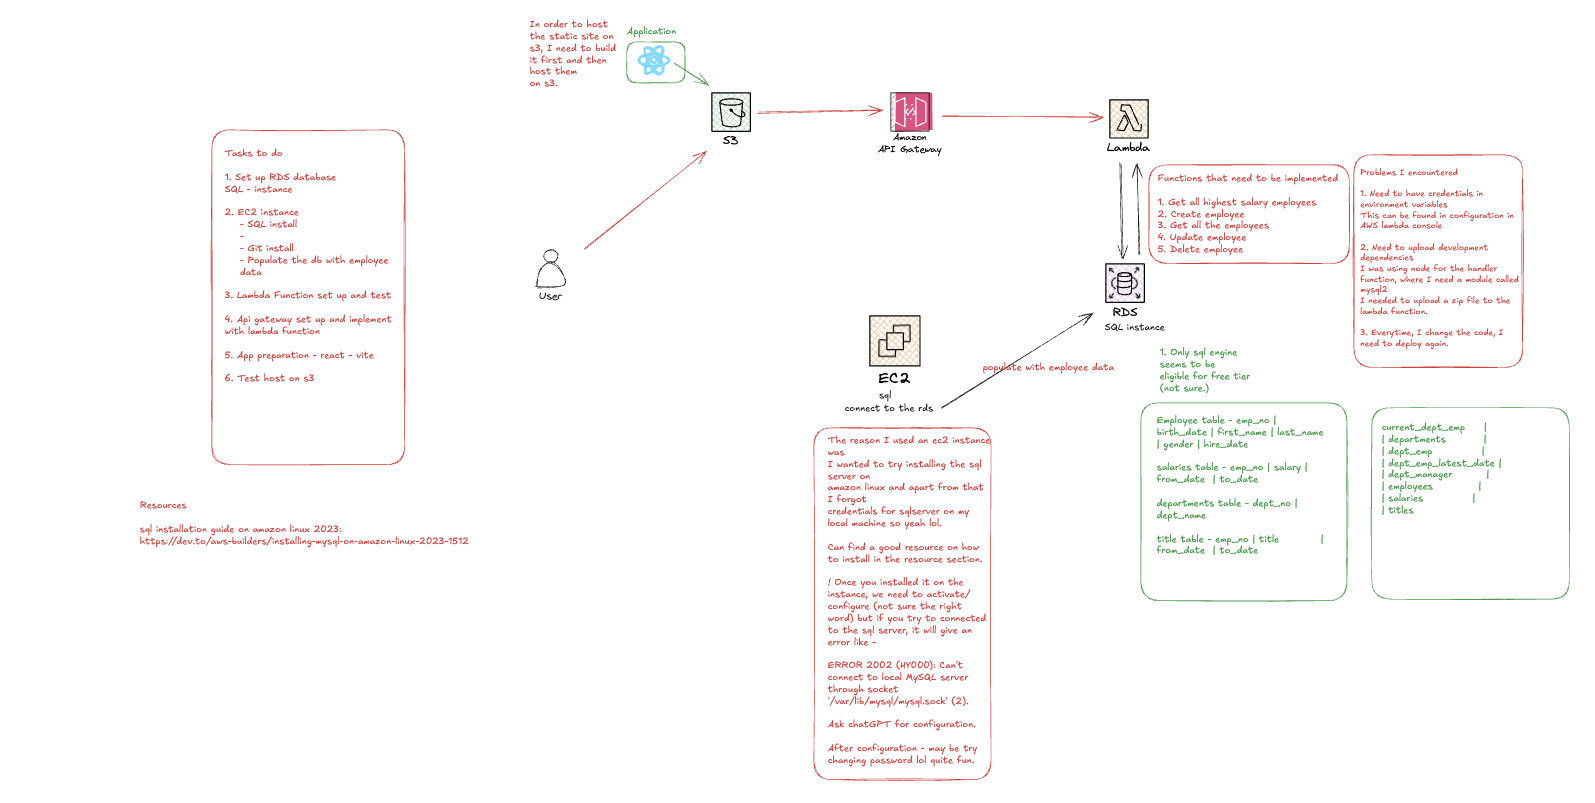 In order to host
the static site on
s3, I need to build
it first and then
host them
on s3.
Application
S3
Amazon
API Gateway
Lambda
User
Tasks to do
1. Set up RDS database
SQL - instance
2. EC2 instance
- SQL install
-
- Git install
- Populate the db with employee
data
3. Lambda Function set up and test
4. Api gateway set up and implement
with lambda function
5. App preparation - react - vite
6. Test host on s3
Functions that need to be implemented
1. Get all highest salary employees
2. Create employee
3. Get all the employees
4. Update employee
5. Delete employee
Problems I encountered
1. Need to have credentials in
environment variables
This can be found in configuration in
AWS lambda console
2. Need to upload development
dependencies
I was using node for the handler
function, where I need a module called
mysql2
I needed to upload a zip file to the
lambda function.
3. Everytime, I change the code, I
need to deploy again.
RDS
SQL instance
EC2
sql
connect to the rds
populate with employee data
1. Only sql engine
seems to be
eligible for free tier
(not sure.)
The reason I used an ec2 instance
was
I wanted to try installing the sql
server on
amazon linux and apart from that
I forgot
credentials for sqlserver on my
local machine so yeah lol.
Can find a good resource on how
to install in the resource section.
! Once you installed it on the
instance, we need to activate/
configure (not sure the right
word) but if you try to connected
to the sql server, it will give an
error like -
ERROR 2002 (HY000): Can't
connect to local MySQL server
through socket
'/var/lib/mysql/mysql.sock' (2).
Ask chatGPT for configuration.
After configuration - may be try
changing password lol quite fun.
Employee table - emp_no |
birth_date | first_name | last_name
| gender | hire_date
salaries table - emp_no | salary |
from_date | to_date
departments table - dept_no |
dept_name
title table - emp_no | title |
from_date | to_date
current_dept_emp |
| departments |
| dept_emp |
| dept_emp_latest_date |
| dept_manager |
| employees |
| salaries |
| titles
Resources
sql installation guide on amazon linux 2023:
https://dev.to/aws-builders/installing-mysql-on-amazon-linux-2023-1512